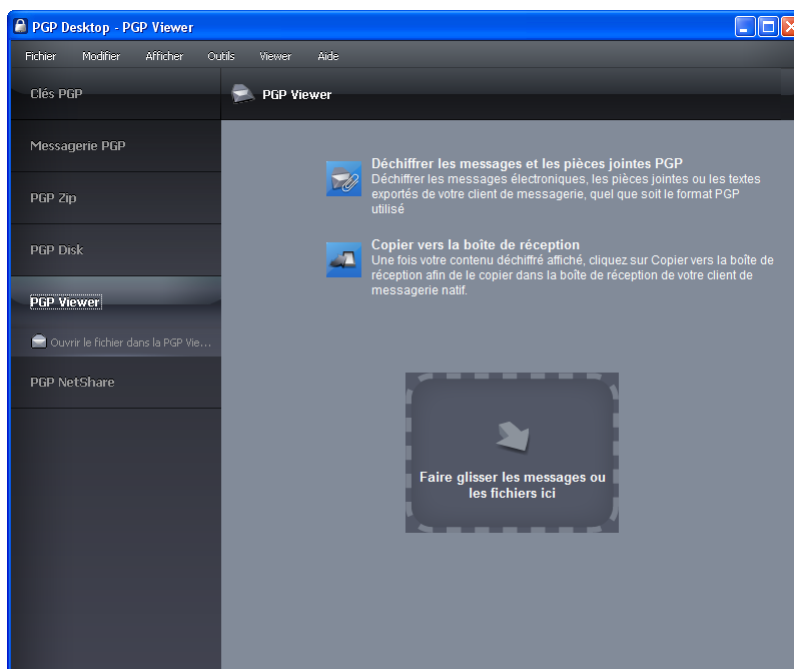 PGP Desktop - PGP Viewer
Fichier Modifier Afficher Outils Viewer Aide
Clés PGP
PGP Viewer
Messagerie PGP
PGP Zip
PGP Disk
PGP Viewer
Ouvrir le fichier dans la PGP Vie...
PGP NetShare
Déchiffrer les messages et les pièces jointes PGP
Déchiffrer les messages électroniques, les pièces jointes ou les textes
exportés de votre client de messagerie, quel que soit le format PGP
utilisé
Copier vers la boîte de réception
Une fois votre contenu déchiffré affiché, cliquez sur Copier vers la boîte de
réception afin de le copier dans la boîte de réception de votre client de
messagerie natif.
Faire glisser les messages ou
les fichiers ici